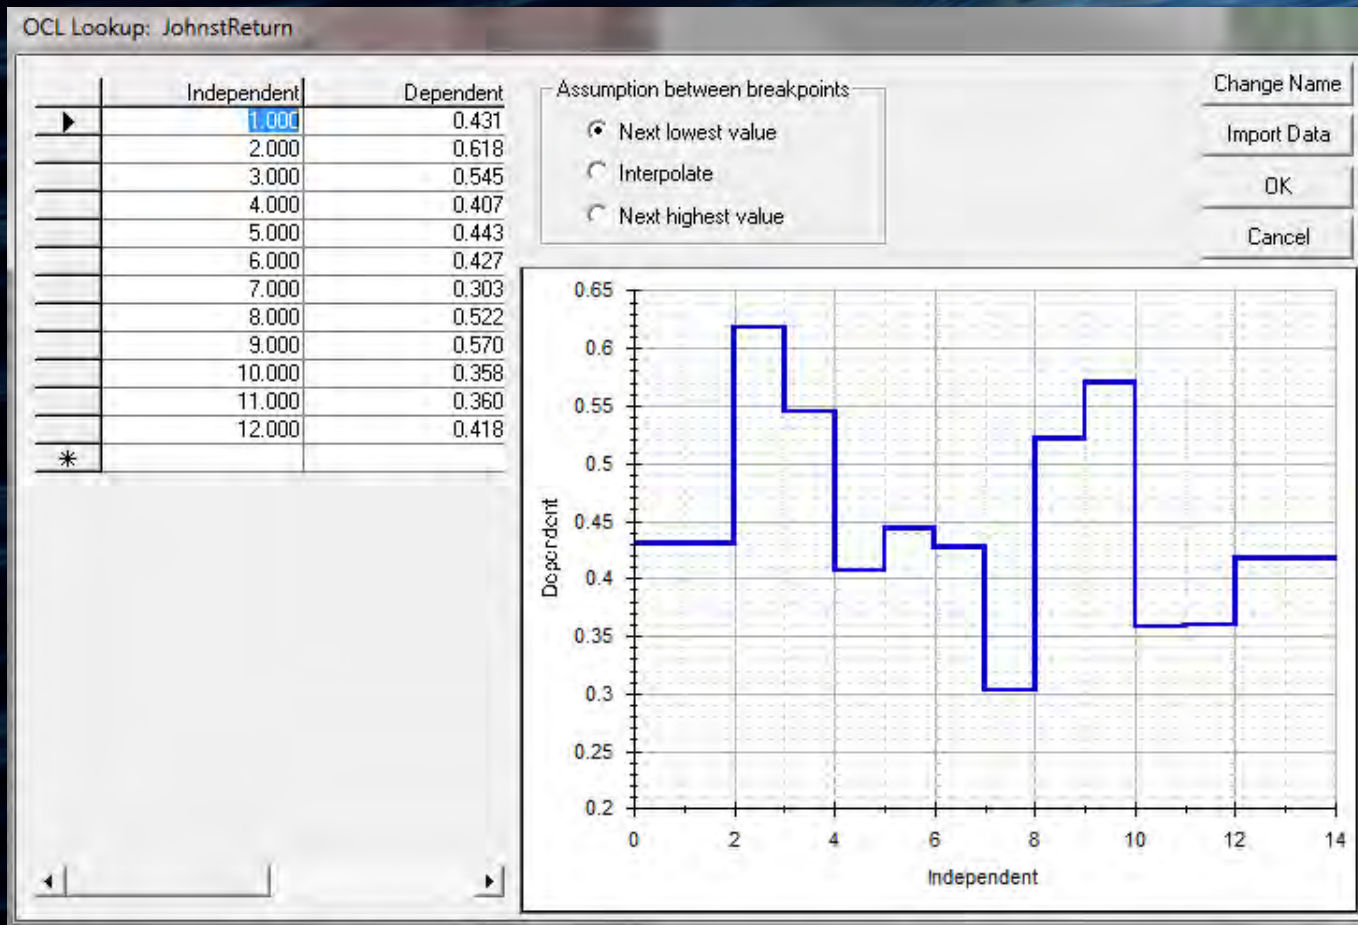 OCL Lookup: JohnstReturn
Independent Dependent
1.000 0.431
2.000 0.618
3.000 0.545
4.000 0.407
5.000 0.443
6.000 0.427
7.000 0.303
8.000 0.522
9.000 0.570
10.000 0.358
11.000 0.360
12.000 0.418
Assumption between breakpoints
Next lowest value
Interpolate
Next highest value
Change Name
Import Data
OK
Cancel
0.65
0.6
0.55
0.5
0.45
0.4
0.35
0.3
0.25
0.2
Dependent
0 2 4 6 8 10 12 14
Independent